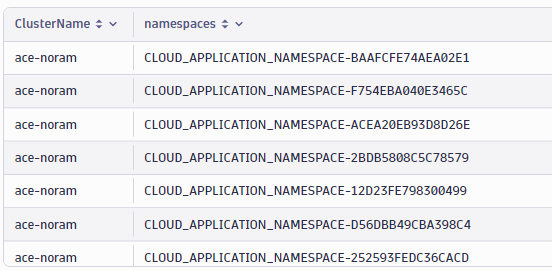 ClusterName namespaces
ace-noram CLOUD_APPLICATION_NAMESPACE-BAAFCFE74AEA02E1
ace-noram CLOUD_APPLICATION_NAMESPACE-F754EBA040E3465C
ace-noram CLOUD_APPLICATION_NAMESPACE-ACEA20EB93D8D26E
ace-noram CLOUD_APPLICATION_NAMESPACE-2BDB5808C5C78579
ace-noram CLOUD_APPLICATION_NAMESPACE-12D23FE798300499
ace-noram CLOUD_APPLICATION_NAMESPACE-D56DBB49CBA398C4
ace-noram CLOUD_APPLICATION_NAMESPACE-252593FEDC36CACD